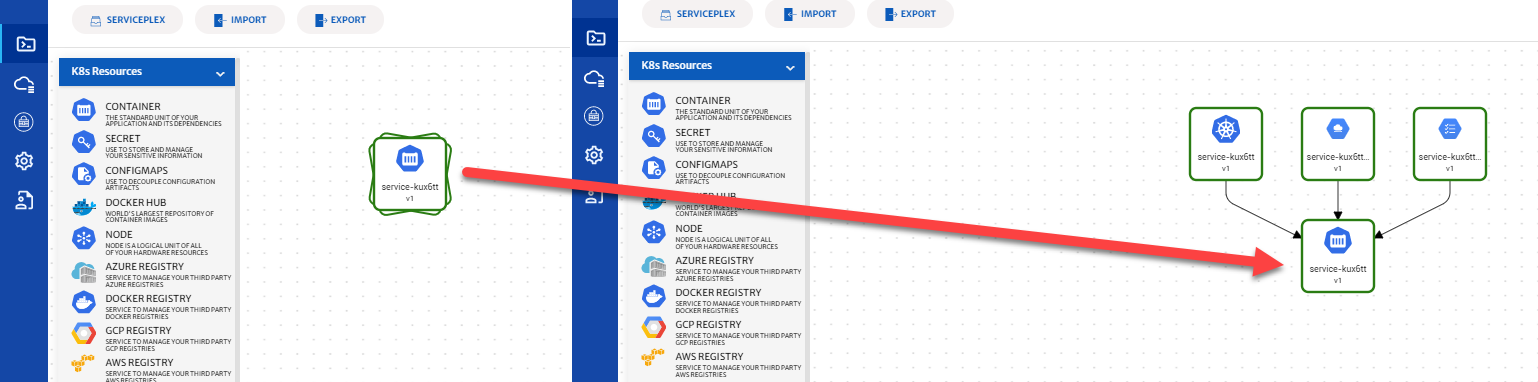 SERVICEPLEX
IMPORT
EXPORT
K8s Resources
CONTAINER
THE STANDARD UNIT OF YOUR
APPLICATION AND ITS DEPENDENCIES
SECRET
USE TO STORE AND MANAGE
YOUR SENSITIVE INFORMATION
CONFIGMAPS
USE TO DECOUPLE CONFIGURATION
ARTIFACTS
DOCKER HUB
WORLD'S LARGEST REPOSITORY OF
CONTAINER IMAGES
NODE
NODE IS A LOGICAL UNIT OF ALL
OF YOUR HARDWARE RESOURCES
AZURE REGISTRY
SERVICE TO MANAGE YOUR THIRD PARTY
AZURE REGISTRIES
DOCKER REGISTRY
SERVICE TO MANAGE YOUR THIRD PARTY
DOCKER REGISTRIES
GCP REGISTRY
SERVICE TO MANAGE YOUR THIRD PARTY
GCP REGISTRIES
AWS REGISTRY
SERVICE TO MANAGE YOUR THIRD PARTY
AWS REGISTRIES
service-kux6tt
v1
SERVICEPLEX
IMPORT
EXPORT
K8s Resources
CONTAINER
THE STANDARD UNIT OF YOUR
APPLICATION AND ITS DEPENDENCIES
SECRET
USE TO STORE AND MANAGE
YOUR SENSITIVE INFORMATION
CONFIGMAPS
USE TO DECOUPLE CONFIGURATION
ARTIFACTS
HUB
WORLD'S LARGEST
CONTAINER IMAGES
NODE
NODE IS A LOGICAL UNIT OF ALL
OF YOUR HARDWARE RESOURCES
AZURE REGISTRY
SERVICE TO MANAGE YOUR THIRD PARTY
AZURE REGISTRIES
DOCKER REGISTRY
SERVICE TO MANAGE YOUR THIRD PARTY
DOCKER REGISTRIES
GCP REGISTRY
SERVICE TO MANAGE YOUR THIRD PARTY
GCP REGISTRIES
AWS REGISTRY
SERVICE TO MANAGE YOUR THIRD PARTY
AWS REGISTRIES
service-kux6tt
v1
service-kux6tt...
v1
service-kux6tt...
v1
service-kux6tt
v1